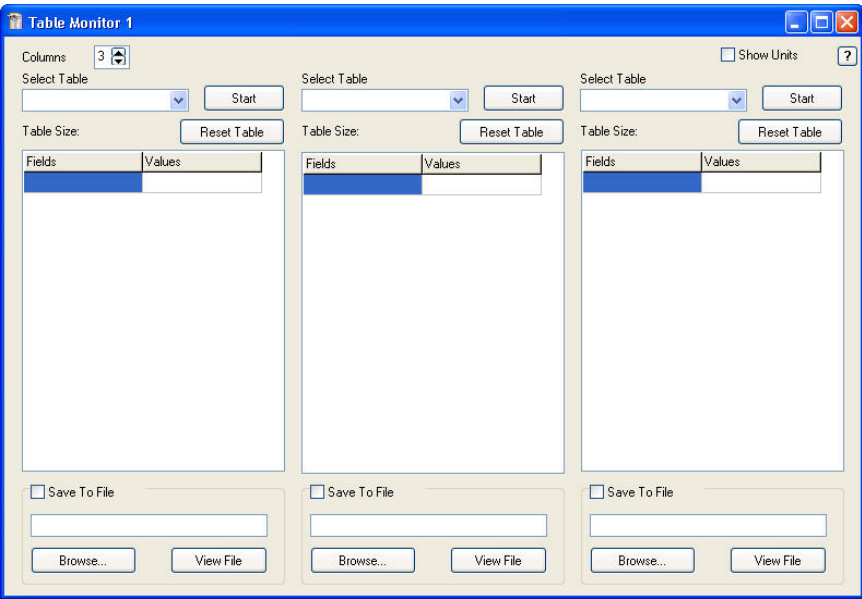 Table Monitor 1
Columns 3 Show Units ?
Select Table Select Table Select Table
Start Start Start
Table Size: Reset Table Table Size: Reset Table Table Size: Reset Table
Fields Values Fields Values Fields Values
Save To File Save To File Save To File
Browse... View File Browse... View File Browse... View File